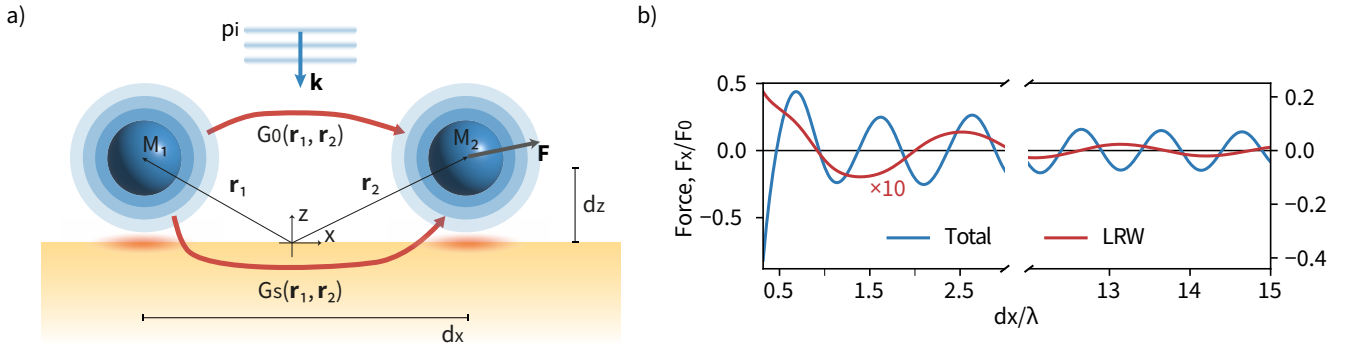 a)
pi
k
G0(r1, r2)
M1
M2
F
r1
r2
z
x
dz
Gs(r1, r2)
dx
b)
Force, Fx/F0
0.5
0.0
−0.5
0.2
0.0
−0.2
−0.4
×10
Total
LRW
0.5
1.5
2.5
13
14
15
dx/λ